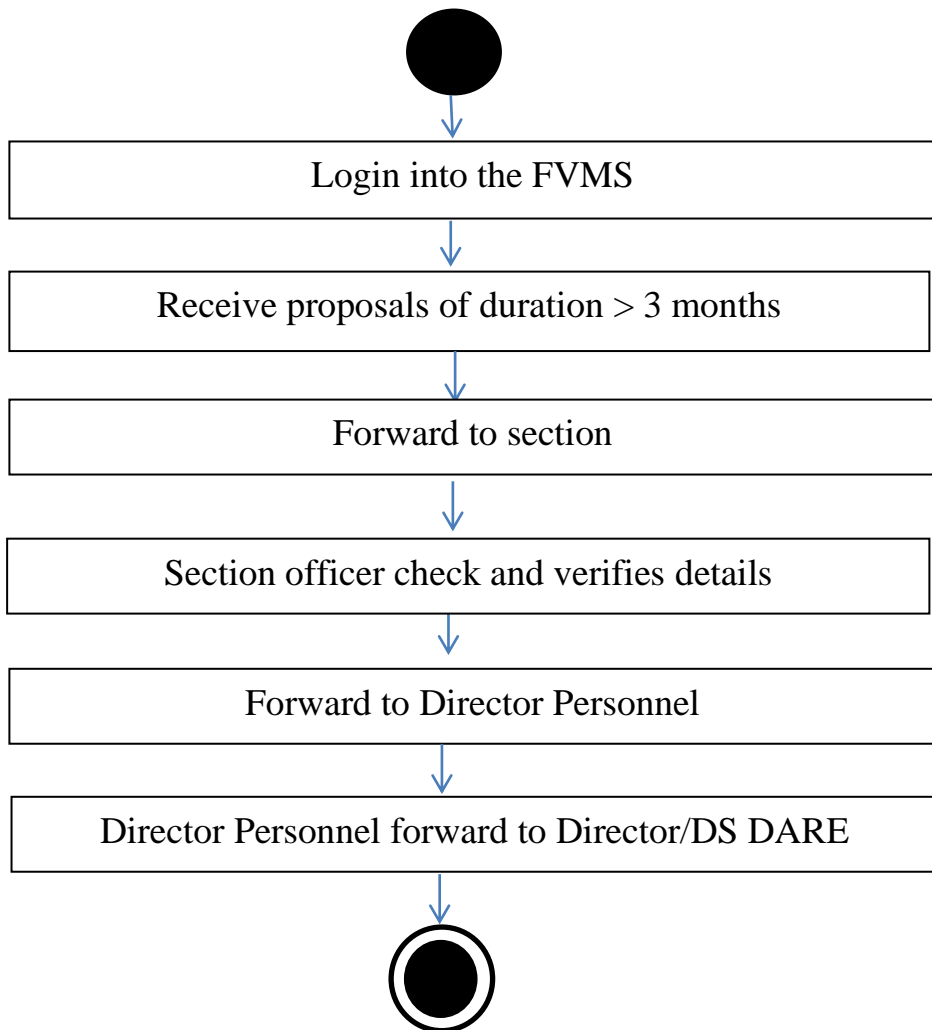 Login into the FVMS
Receive proposals of duration > 3 months
Forward to section
Section officer check and verifies details
Forward to Director Personnel
Director Personnel forward to Director/DS DARE